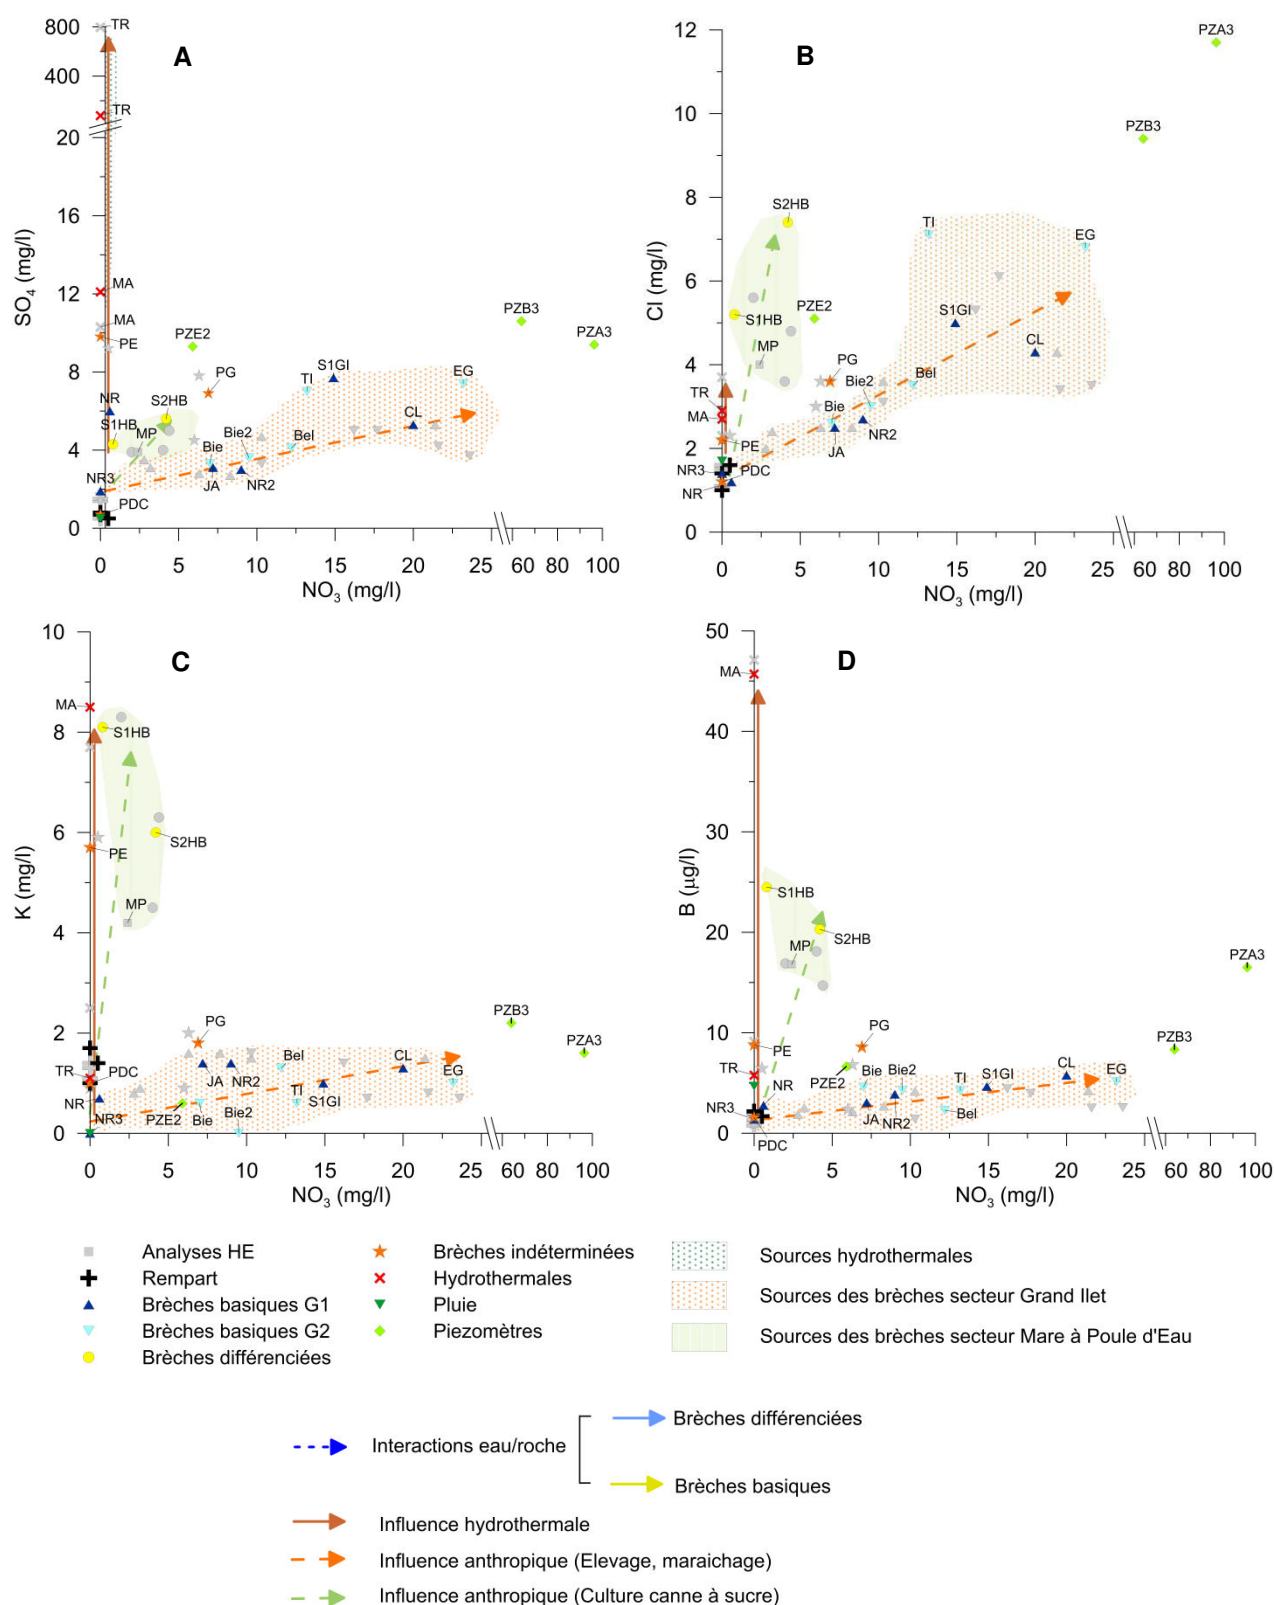 A
800
400
20
16
12
8
4
0
SO4 (mg/l)
TR
TR
MA
MA
PE
NR
S1HB
S2HB
MP
NR3
PDC
PZE2
PG
TI
S1GI
EG
CL
Bie
Bie2
Bel
JA
NR2
PZB3
PZA3
0 5 10 15 20 25 60 80 100
NO3 (mg/l)
B
12
10
8
6
4
2
0
Cl (mg/l)
PZA3
PZB3
S2HB
S1HB
PZE2
MP
TI
EG
S1GI
CL
PG
Bie2
Bel
Bie
JA
NR2
TR
MA
PE
NR3
PDC
NR
0 5 10 15 20 25 60 80 100
NO3 (mg/l)
C
10
8
6
4
2
0
K (mg/l)
MA
S1HB
PE
S2HB
MP
PG
TR
PDC
NR
NR3
JA
NR2
Bel
TI
S1GI
CL
EG
PZE2
Bie
Bie2
PZB3
PZA3
0 5 10 15 20 25 60 80 100
NO3 (mg/l)
D
50
40
30
20
10
0
B (µg/l)
MA
S1HB
S2HB
MP
PE
PG
TR
NR
PZE2
Bie
Bie2
NR3
PDC
JA
NR2
Bel
TI
S1GI
CL
EG
PZB3
PZA3
0 5 10 15 20 25 60 80 100
NO3 (mg/l)
Analyses HE
Rempart
Brèches basiques G1
Brèches basiques G2
Brèches différenciées
Brèches indéterminées
Hydrothermales
Pluie
Piezomètres
Sources hydrothermales
Sources des brèches secteur Grand Ilet
Sources des brèches secteur Mare à Poule d'Eau
Interactions eau/roche
Brèches différenciées
Brèches basiques
Influence hydrothermale
Influence anthropique (Elevage, maraichage)
Influence anthropique (Culture canne à sucre)